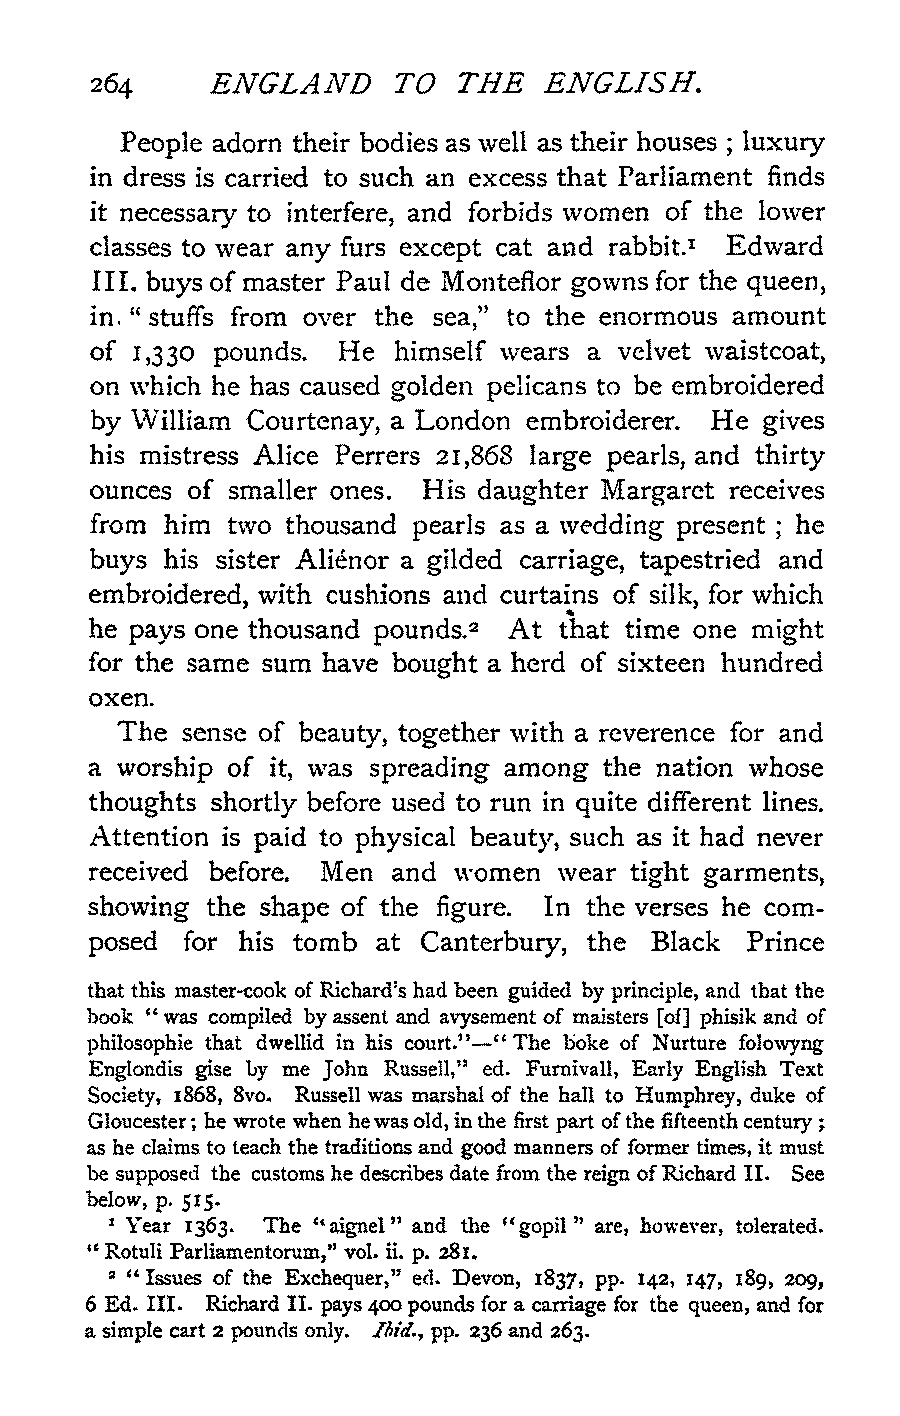 264 ENGLAND TO THE ENGLISH.
People adorn their bodies as well as their houses ; luxury
in dress is carried to such an excess that Parliament finds
it necessary to interfere, and forbids women of the lower
classes to wear any furs except cat and rabbit.¹ Edward
III. buys of master Paul de Monteflor gowns for the queen,
in. “ stuffs from over the sea,” to the enormous amount
of 1,330 pounds. He himself wears a velvet waistcoat,
on which he has caused golden pelicans to be embroidered
by William Courtenay, a London embroiderer. He gives
his mistress Alice Perrers 21,868 large pearls, and thirty
ounces of smaller ones. His daughter Margaret receives
from him two thousand pearls as a wedding present ; he
buys his sister Aliénor a gilded carriage, tapestried and
embroidered, with cushions and curtains of silk, for which
he pays one thousand pounds.² At that time one might
for the same sum have bought a herd of sixteen hundred
oxen.
The sense of beauty, together with a reverence for and
a worship of it, was spreading among the nation whose
thoughts shortly before used to run in quite different lines.
Attention is paid to physical beauty, such as it had never
received before. Men and women wear tight garments,
showing the shape of the figure. In the verses he com-
posed for his tomb at Canterbury, the Black Prince
that this master-cook of Richard's had been guided by principle, and that the
book “ was compiled by assent and avysement of maisters [of] phisik and of
philosophie that dwellid in his court.”—“ The boke of Nurture folowyng
Englondis gise by me John Russell,” ed. Furnivall, Early English Text
Society, 1868, 8vo. Russell was marshal of the hall to Humphrey, duke of
Gloucester ; he wrote when he was old, in the first part of the fifteenth century ;
as he claims to teach the traditions and good manners of former times, it must
be supposed the customs he describes date from the reign of Richard II. See
below, p. 515.
¹ Year 1363. The “aignel” and the “gopil” are, however, tolerated.
“ Rotuli Parliamentorum,” vol. ii. p. 281.
² “ Issues of the Exchequer,” ed. Devon, 1837, pp. 142, 147, 189, 209,
6 Ed. III. Richard II. pays 400 pounds for a carriage for the queen, and for
a simple cart 2 pounds only. Ibid., pp. 236 and 263.